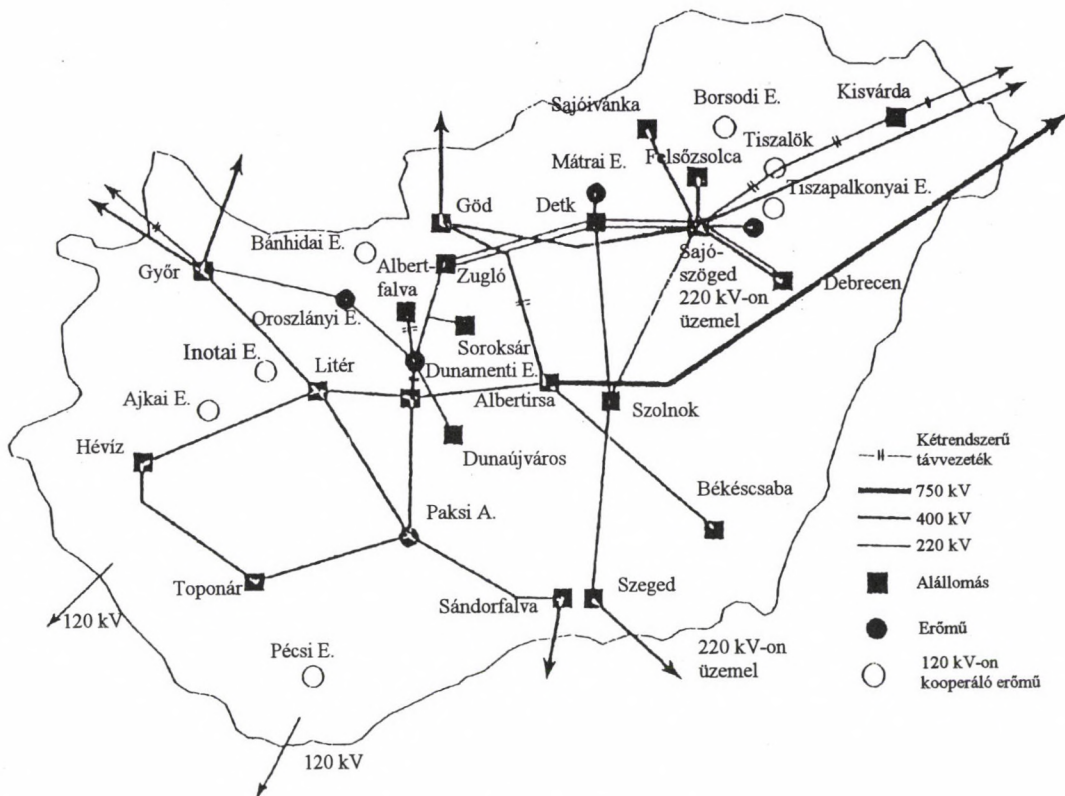 Kisvárda
Sajóivánka
Borsodi E.
Tiszalök
Mátrai E.
Felsőzsolca
Tiszapalkonyai E.
Göd
Detk
Bánhidai E.
Albert-
falva
Zugló
Sajó-
szöged
220 kV-on
üzemel
Debrecen
Győr
Oroszlányi E.
Soroksár
Inotai E.
Litér
Dunamenti E.
Ajkai E.
Albertirsa
Szolnok
Hévíz
Dunaújváros
Kétrendszerű
távvezeték
Békéscsaba
750 kV
400 kV
220 kV
Paksi A.
Toponár
Sándorfalva
Szeged
Alállomás
120 kV
Erőmű
220 kV-on
üzemel
Pécsi E.
120 kV-on
kooperáló erőmű
120 kV